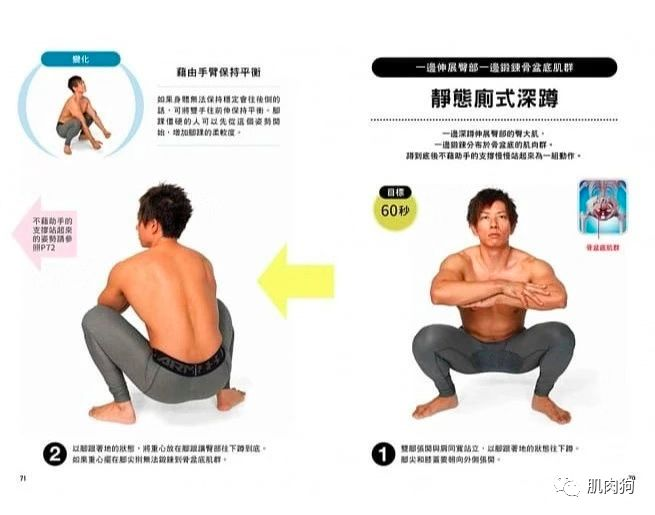 一邊伸展臀部一邊鍛鍊骨盆底肌群
靜態廁式深蹲
一邊深蹲伸展臀部的臀大肌，
一邊鍛鍊分布於骨盆底的肌肉群。
蹲到底後不藉助手的支撐慢慢站起來為一組動作。
目標
60秒
骨盆底肌群
1
雙腳張開與肩同寬站立，以腳跟著地的狀態往下蹲。
腳尖和膝蓋要朝向外側張開。
70
變化
藉由手臂保持平衡
如果身體無法保持穩定會往後倒的
話，可將雙手往前伸保持平衡。腳
踝僵硬的人可以先從這個姿勢開
始，增加腳踝的柔軟度。
不藉助手的
支撐站起來
的姿勢請參
照P72
2
以腳跟著地的狀態，將重心放在腳跟讓臀部往下蹲到底。
如果重心擺在腳尖則無法鍛鍊到骨盆底肌群。
71
肌肉狗